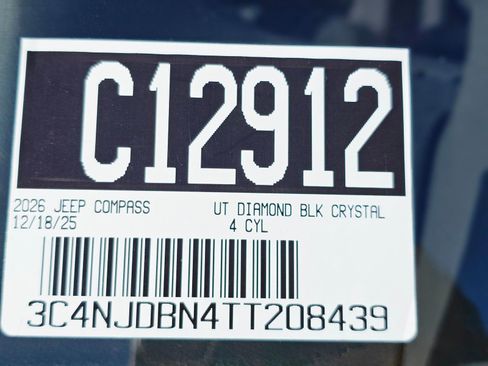 C12912
2026 JEEP COMPASS UT DIAMOND BLK CRYSTAL
12/18/25 4 CYL
3C4NJDBN4TT208439